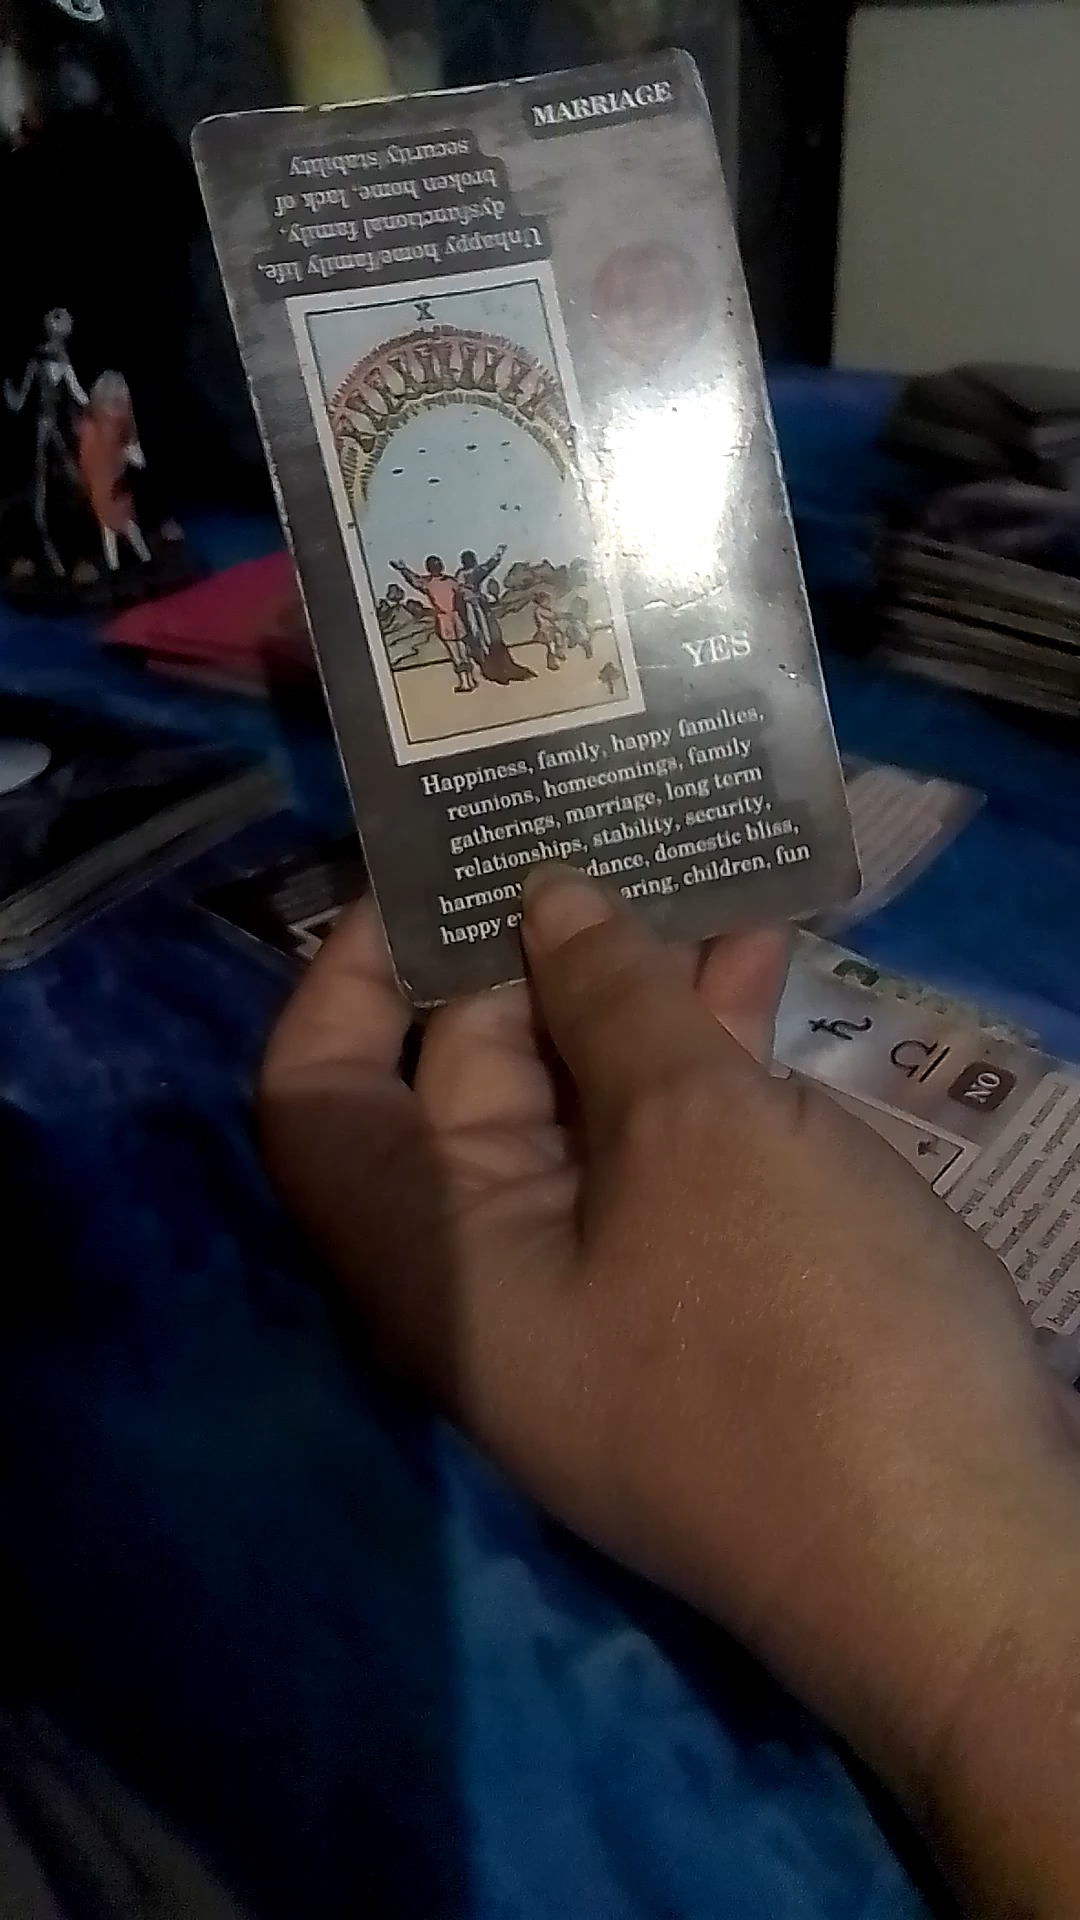 MARRIAGE
Unhappy home/family life,
dysfunctional family,
broken home, lack of
security/stability
X
YES
Happiness, family, happy families,
reunions, homecomings, family
gatherings, marriage, long term
relationships, stability, security,
harmony dance, domestic bliss,
happy aring, children, fun
NO